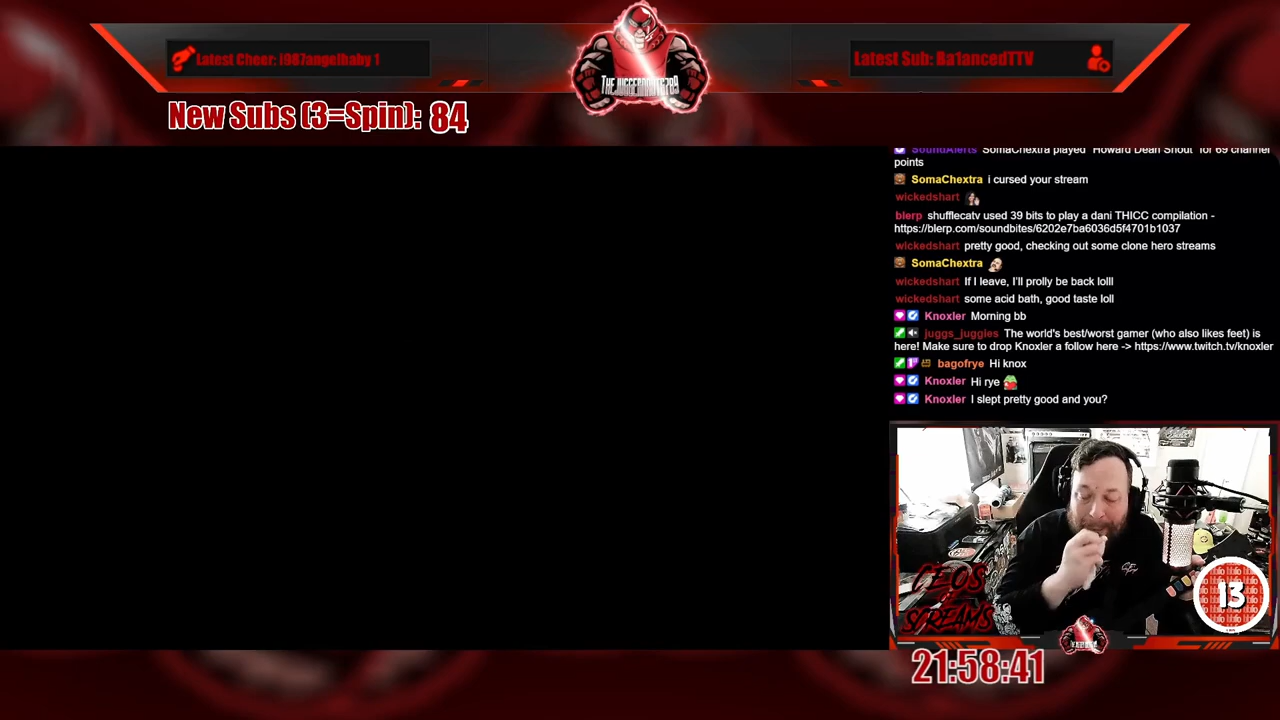 Latest Cheer: i987angelbaby 1
THEJUGGERNAUT6789
Latest Sub: Ba1ancedTTV
New Subs (3=Spin): 84
SoundAlerts SomaChextra played "Howard Dean Shout" for 69 channel
points
SomaChextra i cursed your stream
wickedshart
blerp shufflecatv used 39 bits to play a dani THICC compilation -
https://blerp.com/soundbites/6202e7ba6036d5f4701b1037
wickedshart pretty good, checking out some clone hero streams
SomaChextra
wickedshart If I leave, I'll prolly be back lolll
wickedshart some acid bath, good taste loll
Knoxler Morning bb
juggs_juggles The world's best/worst gamer (who also likes feet) is
here! Make sure to drop Knoxler a follow here -> https://www.twitch.tv/knoxler
bagofrye Hi knox
Knoxler Hi rye
Knoxler I slept pretty good and you?
CEOS
SCREAMS
13
21:58:41